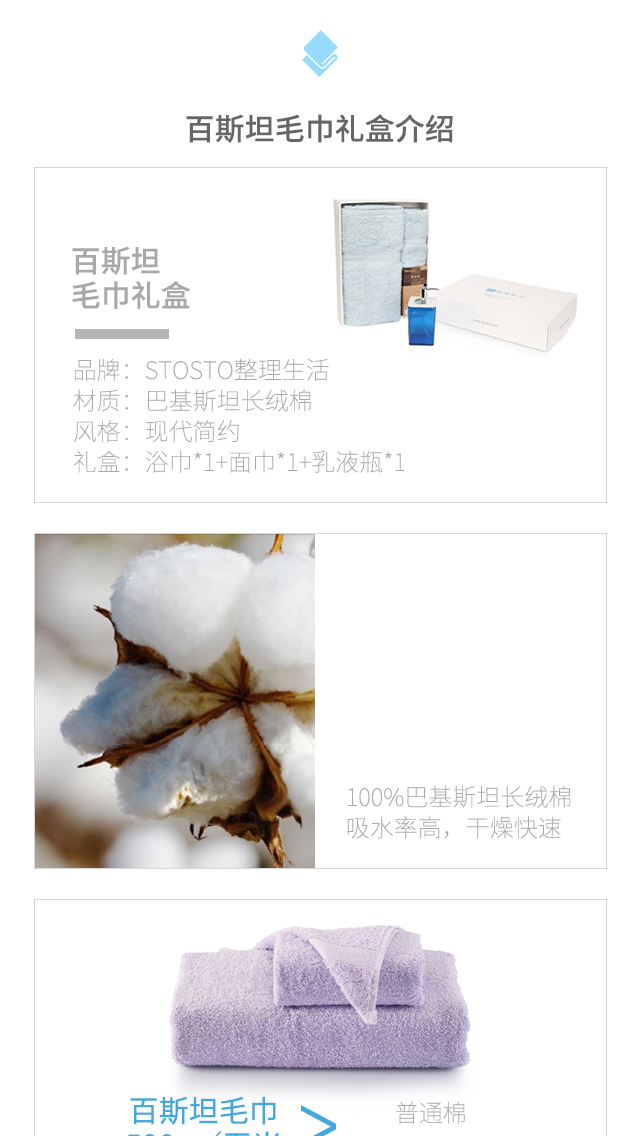 百斯坦毛巾礼盒介绍
百斯坦
毛巾礼盒
品牌：STOSTO整理生活
材质：巴基斯坦长绒棉
风格：现代简约
礼盒：浴巾*1+面巾*1+乳液瓶*1
100%巴基斯坦长绒棉
吸水率高，干燥快速
百斯坦毛巾
>
普通棉